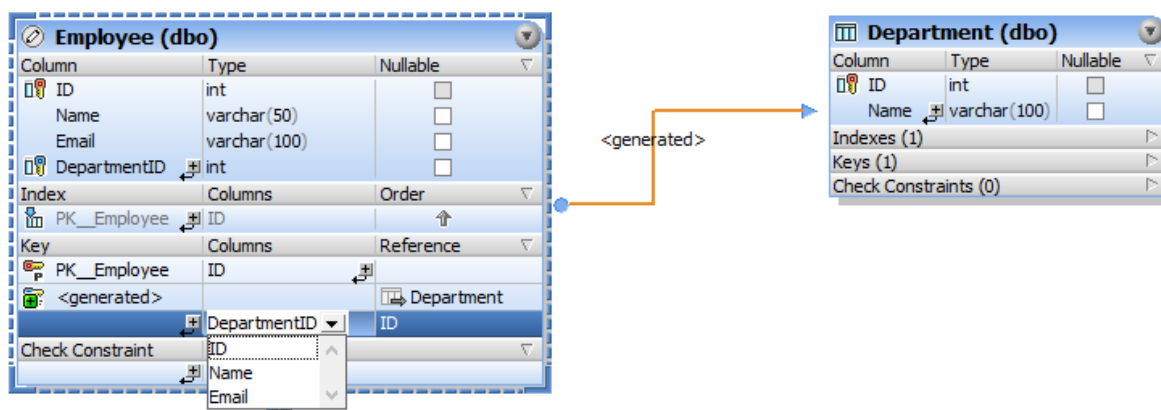 Employee (dbo)
Column Type Nullable
ID int
Name varchar(50)
Email varchar(100)
DepartmentID int
Index Columns Order
PK__Employee ID
Key Columns Reference
PK__Employee ID
<generated> Department
DepartmentID ID
Check Constraint
ID
Name
Email
<generated>
Department (dbo)
Column Type Nullable
ID int
Name varchar(100)
Indexes (1)
Keys (1)
Check Constraints (0)